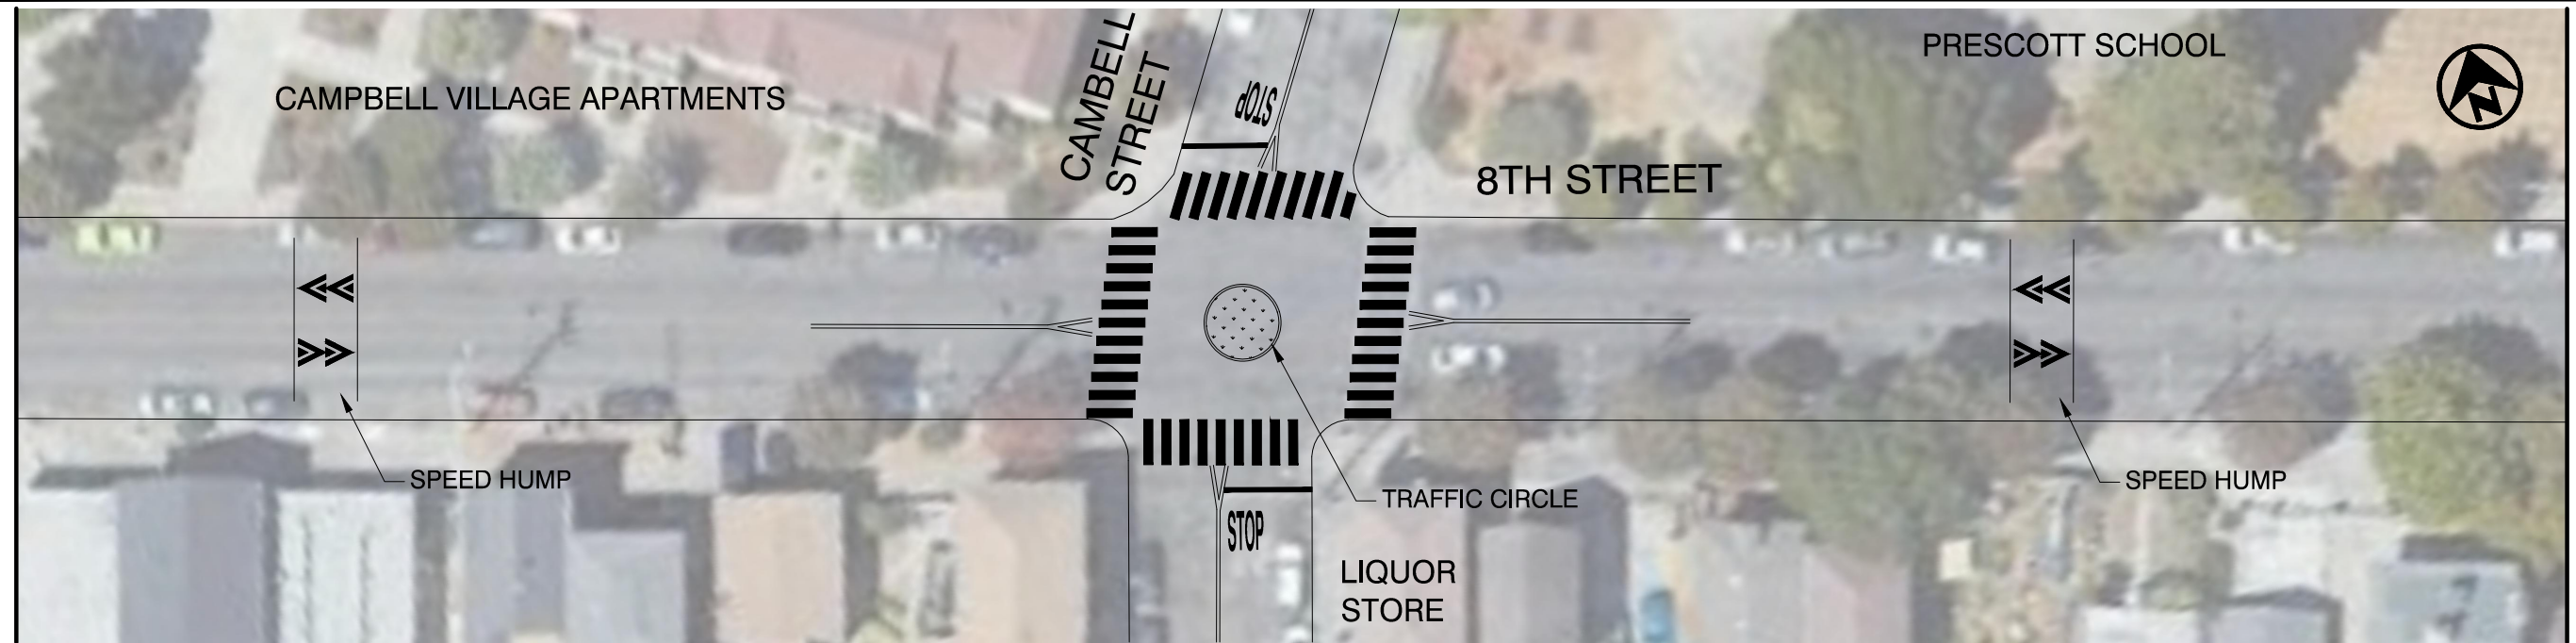 CAMPBELL VILLAGE APARTMENTS
CAMBELL
STREET
STOP
8TH STREET
PRESCOTT SCHOOL
N
SPEED HUMP
TRAFFIC CIRCLE
SPEED HUMP
STOP
LIQUOR
STORE